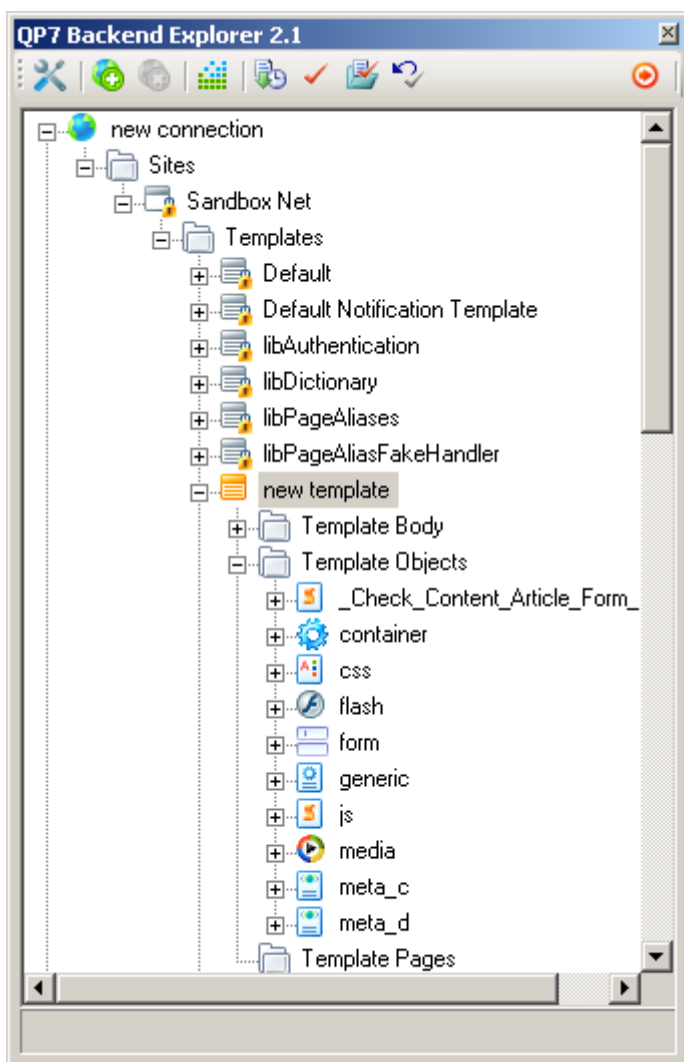 QP7 Backend Explorer 2.1
new connection
Sites
Sandbox Net
Templates
Default
Default Notification Template
libAuthentication
libDictionary
libPageAliases
libPageAliasFakeHandler
new template
Template Body
Template Objects
_Check_Content_Article_Form_
container
css
flash
form
generic
js
media
meta_c
meta_d
Template Pages